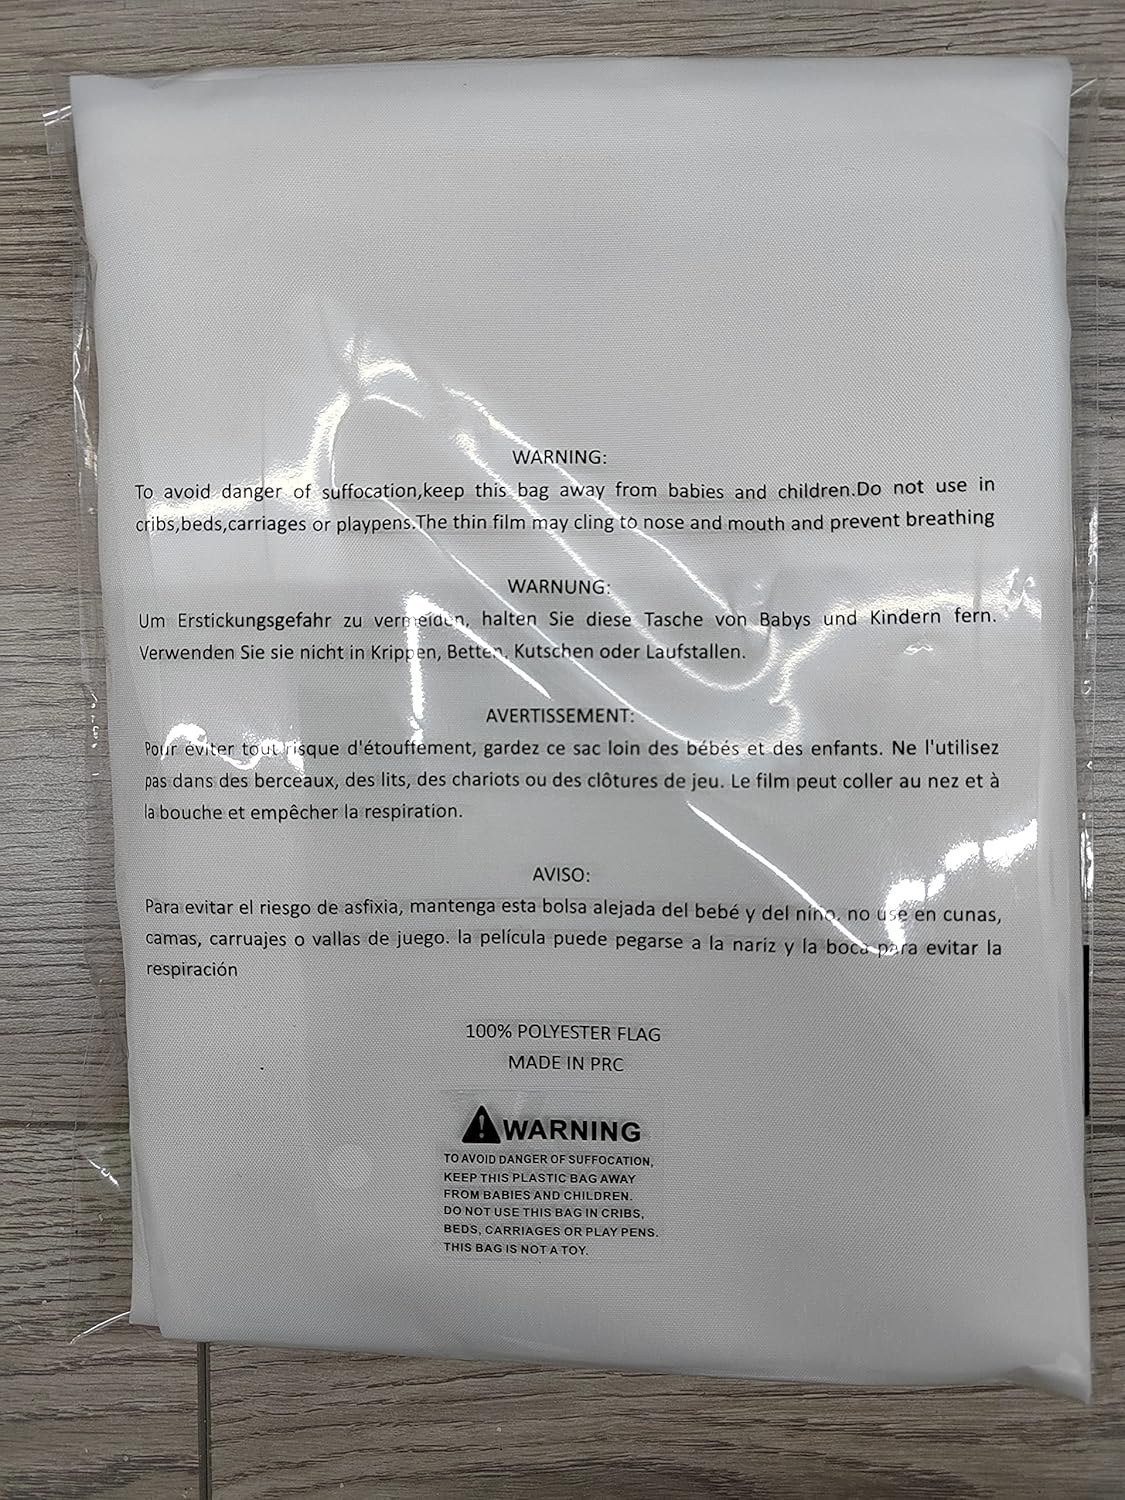 WARNING:
To avoid danger of suffocation,keep this bag away from babies and children.Do not use in
cribs,beds,carriages or playpens.The thin film may cling to nose and mouth and prevent breathing
WARNUNG:
Um Erstickungsgefahr zu vermeiden, halten Sie diese Tasche von Babys und Kindern fern.
Verwenden Sie sie nicht in Krippen, Betten, Kutschen oder Laufstallen.
AVERTISSEMENT:
Pour éviter tout risque d'étouffement, gardez ce sac loin des bébés et des enfants. Ne l'utilisez
pas dans des berceaux, des lits, des chariots ou des clôtures de jeu. Le film peut coller au nez et à
la bouche et empêcher la respiration.
AVISO:
Para evitar el riesgo de asfixia, mantenga esta bolsa alejada del bebé y del nino, no use en cunas,
camas, carruajes o vallas de juego. la película puede pegarse a la nariz y la boca para evitar la
respiración
100% POLYESTER FLAG
MADE IN PRC
WARNING
TO AVOID DANGER OF SUFFOCATION,
KEEP THIS PLASTIC BAG AWAY
FROM BABIES AND CHILDREN.
DO NOT USE THIS BAG IN CRIBS,
BEDS, CARRIAGES OR PLAY PENS.
THIS BAG IS NOT A TOY.